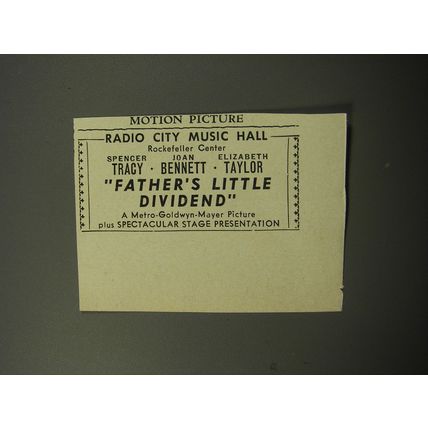 MOTION PICTURE
RADIO CITY MUSIC HALL
Rockefeller Center
SPENCER JOAN ELIZABETH
TRACY · BENNETT · TAYLOR
"FATHER'S LITTLE
DIVIDEND"
A Metro-Goldwyn-Mayer Picture
plus SPECTACULAR STAGE PRESENTATION